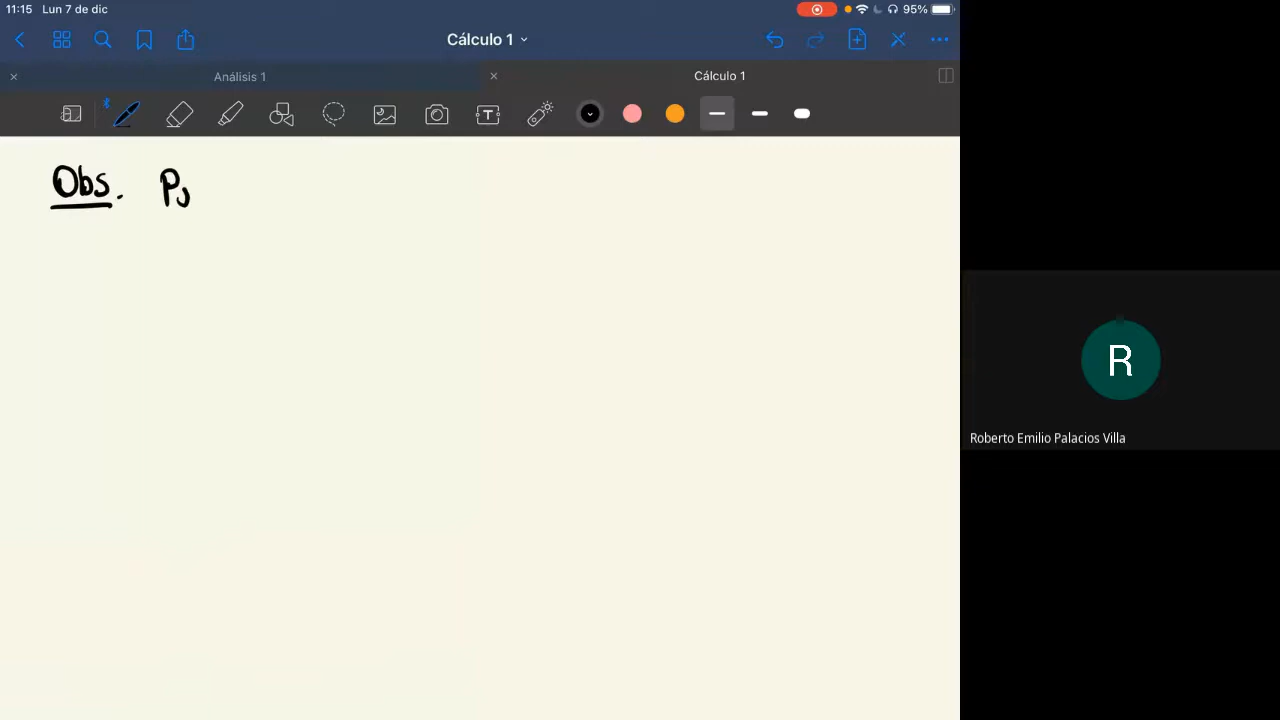 11:15 Lun 7 de dic 95%
Cálculo 1
Análisis 1 Cálculo 1
T
Obs. P
R
Roberto Emilio Palacios Villa